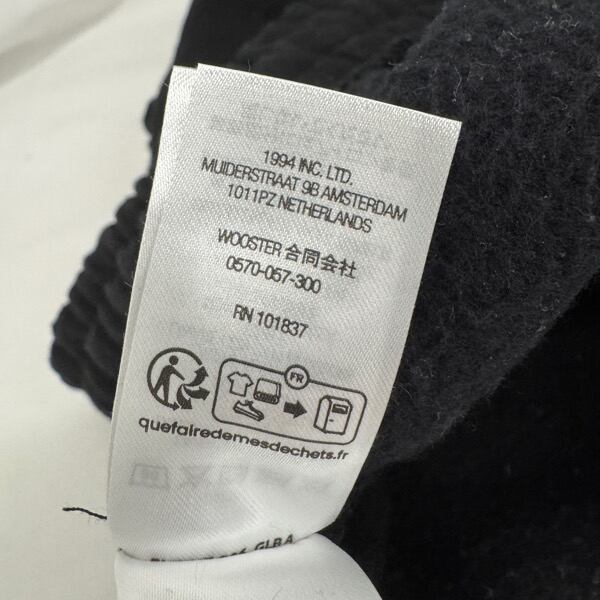 1994 INC. LTD.
MUIDERSTRAAT 9B AMSTERDAM
1011PZ NETHERLANDS
WOOSTER 合同会社
0570-057-300
RN 101837
FR
quefairedemesdechets.fr